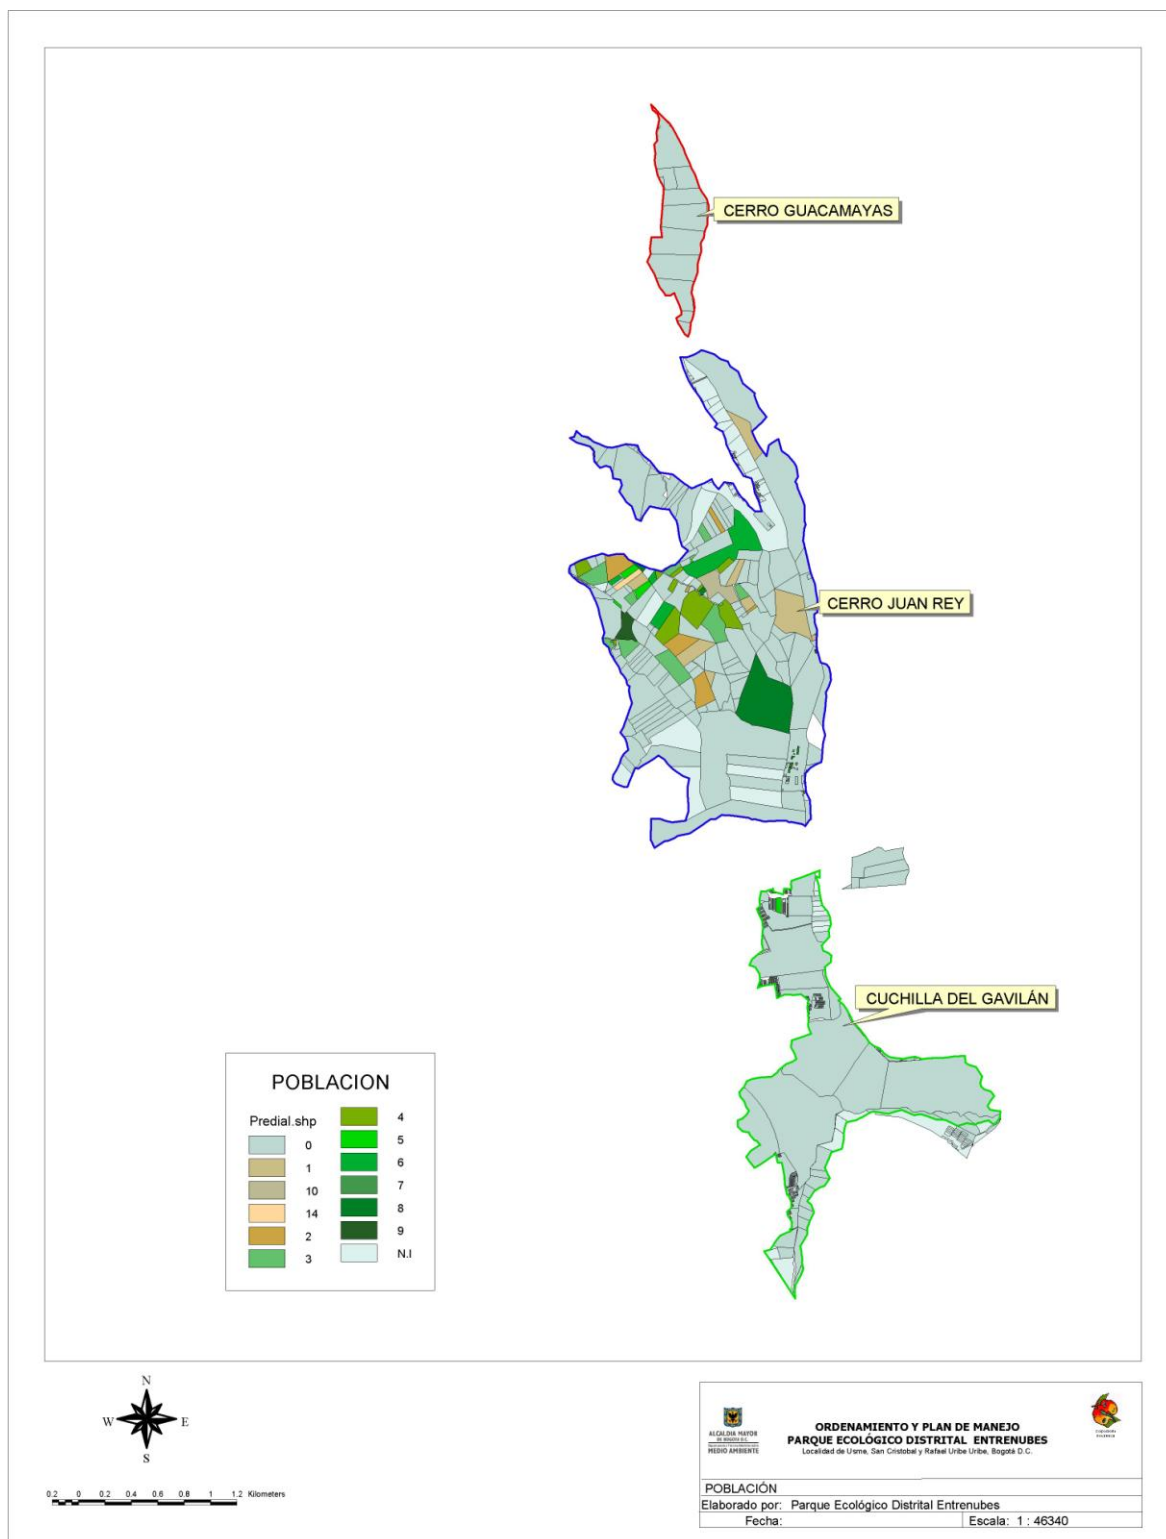 CERRO GUACAMAYAS
CERRO JUAN REY
CUCHILLA DEL GAVILÁN
POBLACION
Predial.shp
0
1
10
14
2
3
4
5
6
7
8
9
N.I
N
W
E
S
0.2 0 0.2 0.4 0.6 0.8 1 1.2 Kilometers
ALCALDIA MAYOR
DE BOGOTA D.C.
MEDIO AMBIENTE
ORDENAMIENTO Y PLAN DE MANEJO
PARQUE ECOLÓGICO DISTRITAL ENTRENUBES
Localidad de Usme, San Cristobal y Rafael Uribe Uribe, Bogotá D.C.
POBLACIÓN
Elaborado por: Parque Ecológico Distrital Entrenubes
Fecha:
Escala: 1 : 46340